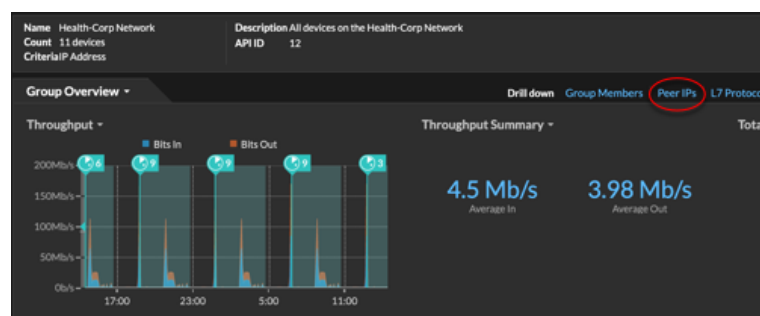 Name Health-Corp Network
Count 11 devices
CriteriaIP Address
Description All devices on the Health-Corp Network
API ID 12
Group Overview
Drill down Group Members Peer IPs L7 Protoco
Throughput
Bits In Bits Out
200Mb/s
150Mb/s
100Mb/s
50Mb/s
0b/s
6 9 9 9 3
17:00 23:00 5:00 11:00
Throughput Summary
4.5 Mb/s
Average In
3.98 Mb/s
Average Out
Tota